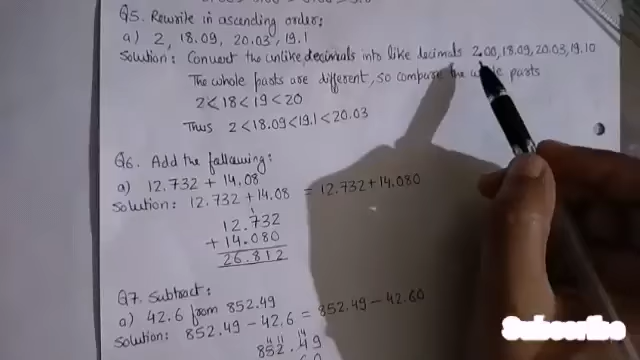 Q5. Rewrite in ascending order:
a) 2, 18.09, 20.03, 19.1
Solution: Convert the unlike decimals into like decimals 2.00, 18.09, 20.03, 19.10
The whole parts are different, so compare the whole parts
2 < 18 < 19 < 20
Thus 2 < 18.09 < 19.1 < 20.03
Q6. Add the following:
a) 12.732 + 14.08
Solution: 12.732 + 14.08 = 12.732 + 14.080
1
12.732
+ 14.080
26.812
Q7. Subtract:
a) 42.6 from 852.49
Solution: 852.49 - 42.6 = 852.49 - 42.60
852.49
Subscribe